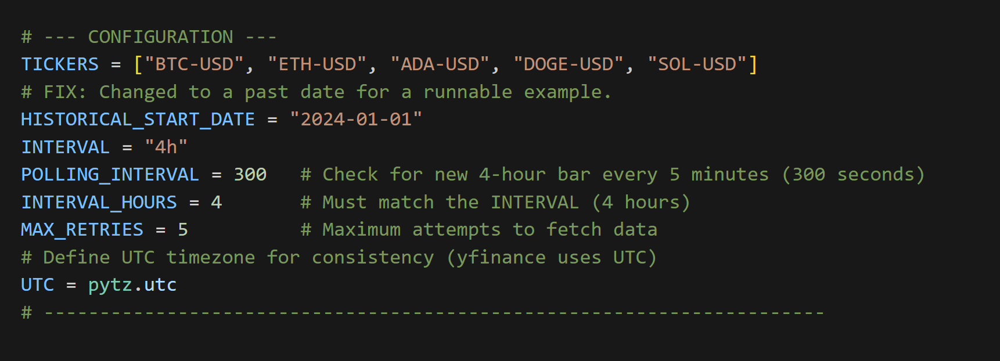 # --- CONFIGURATION ---
TICKERS = ["BTC-USD", "ETH-USD", "ADA-USD", "DOGE-USD", "SOL-USD"]
# FIX: Changed to a past date for a runnable example.
HISTORICAL_START_DATE = "2024-01-01"
INTERVAL = "4h"
POLLING_INTERVAL = 300   # Check for new 4-hour bar every 5 minutes (300 seconds)
INTERVAL_HOURS = 4       # Must match the INTERVAL (4 hours)
MAX_RETRIES = 5          # Maximum attempts to fetch data
# Define UTC timezone for consistency (yfinance uses UTC)
UTC = pytz.utc
# ----------------------------------------------------------------------